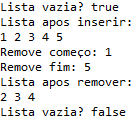 Lista vazia? true
Lista apos inserir:
1 2 3 4 5
Remove começo: 1
Remove fim: 5
Lista apos remover:
2 3 4
Lista vazia? false